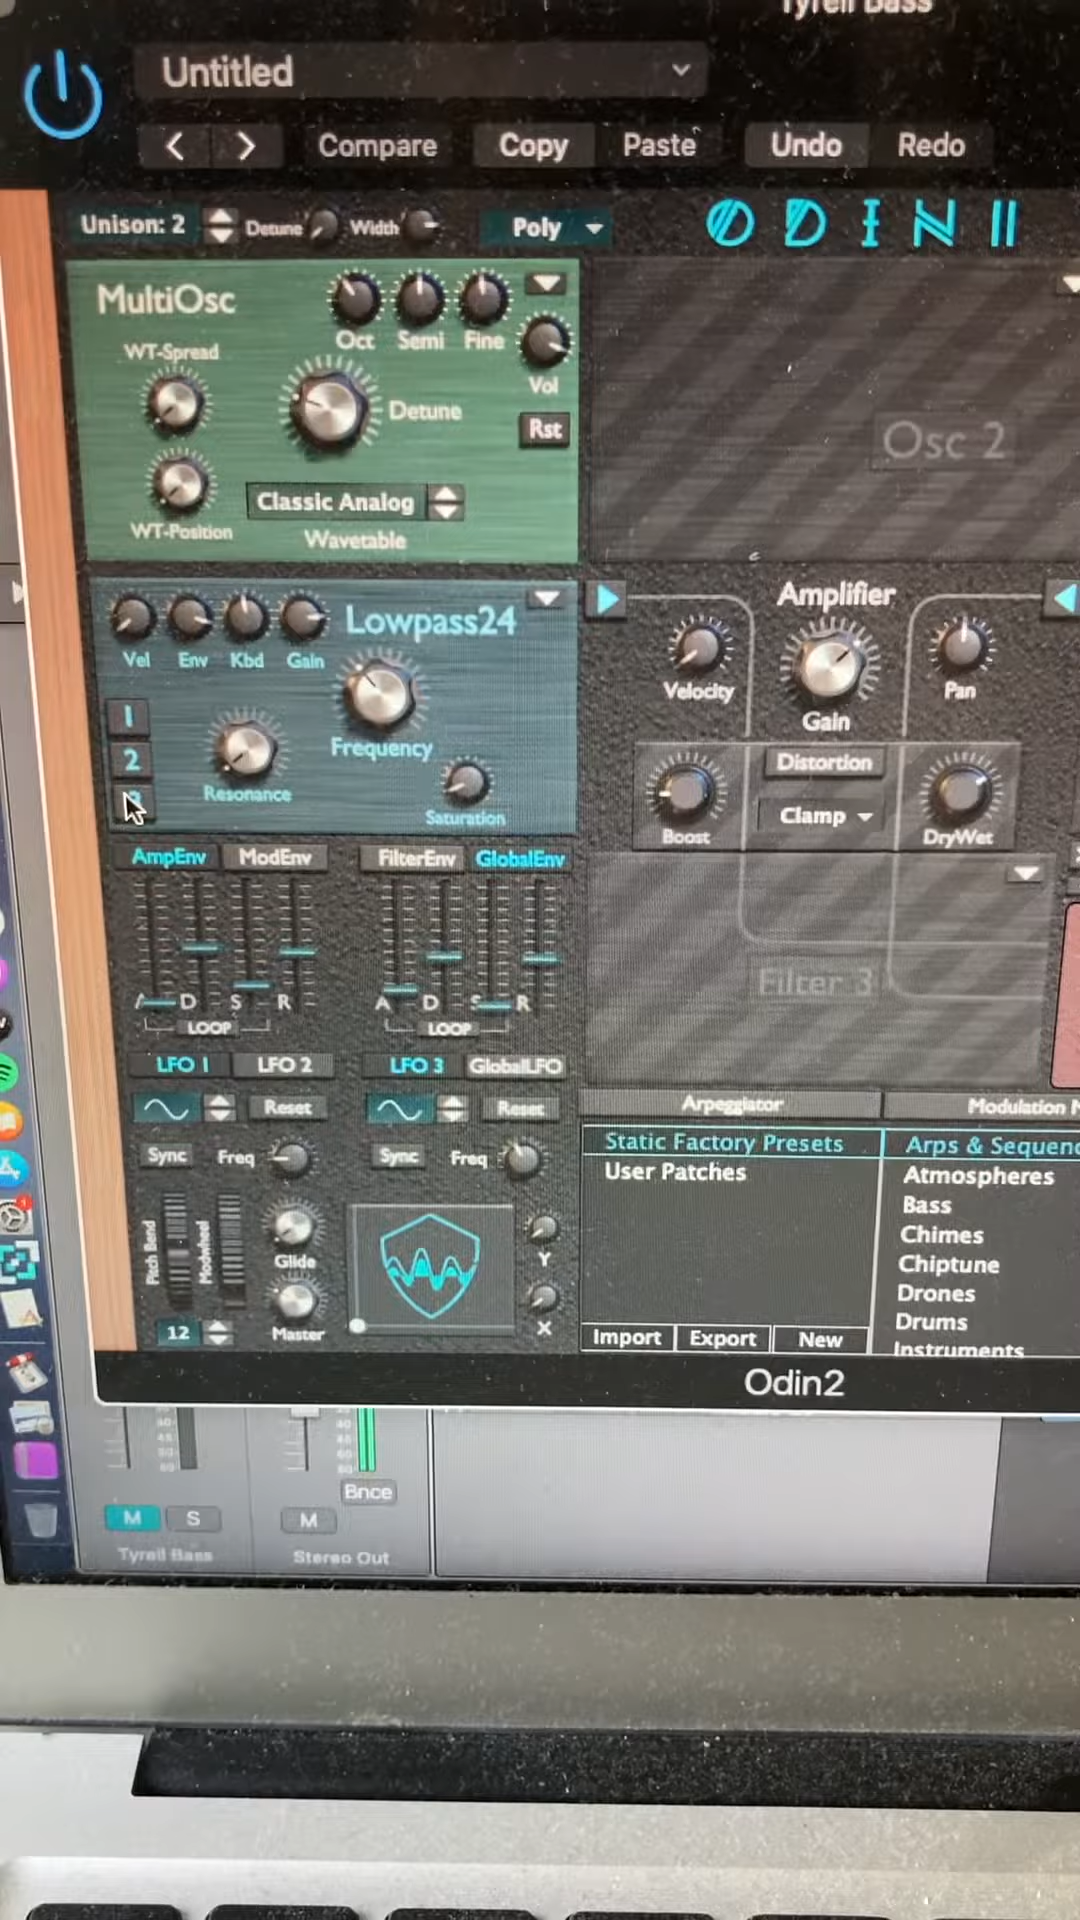 Tyrell Bass
Untitled
Compare Copy Paste Undo Redo
Unison: 2 Detune Width Poly
ODIN II
MultiOsc
Oct Semi Fine
WT-Spread
Vol
Detune
Rst
Osc 2
Classic Analog
WT-Position
Wavetable
Amplifier
Lowpass24
Vel Env Kbd Gain
Velocity
Pan
1
Gain
Frequency
2
Distortion
Resonance
Saturation
Clamp
Boost
DryWet
AmpEnv ModEnv FilterEnv GlobalEnv
Filter 3
A D S R A D S R
LOOP LOOP
LFO 1 LFO 2 LFO 3 GlobalLFO
Reset Reset
Arpeggiator
Modulation
Sync Freq Sync Freq
Static Factory Presets
Arps & Sequenc
User Patches
Atmospheres
Bass
Chimes
Chiptune
Drones
Drums
Instruments
Pitch Bend
Modwheel
Glide
Y
Master
X
12
Import Export New
Odin2
Bnce
M S M
Tyrell Bass Stereo Out